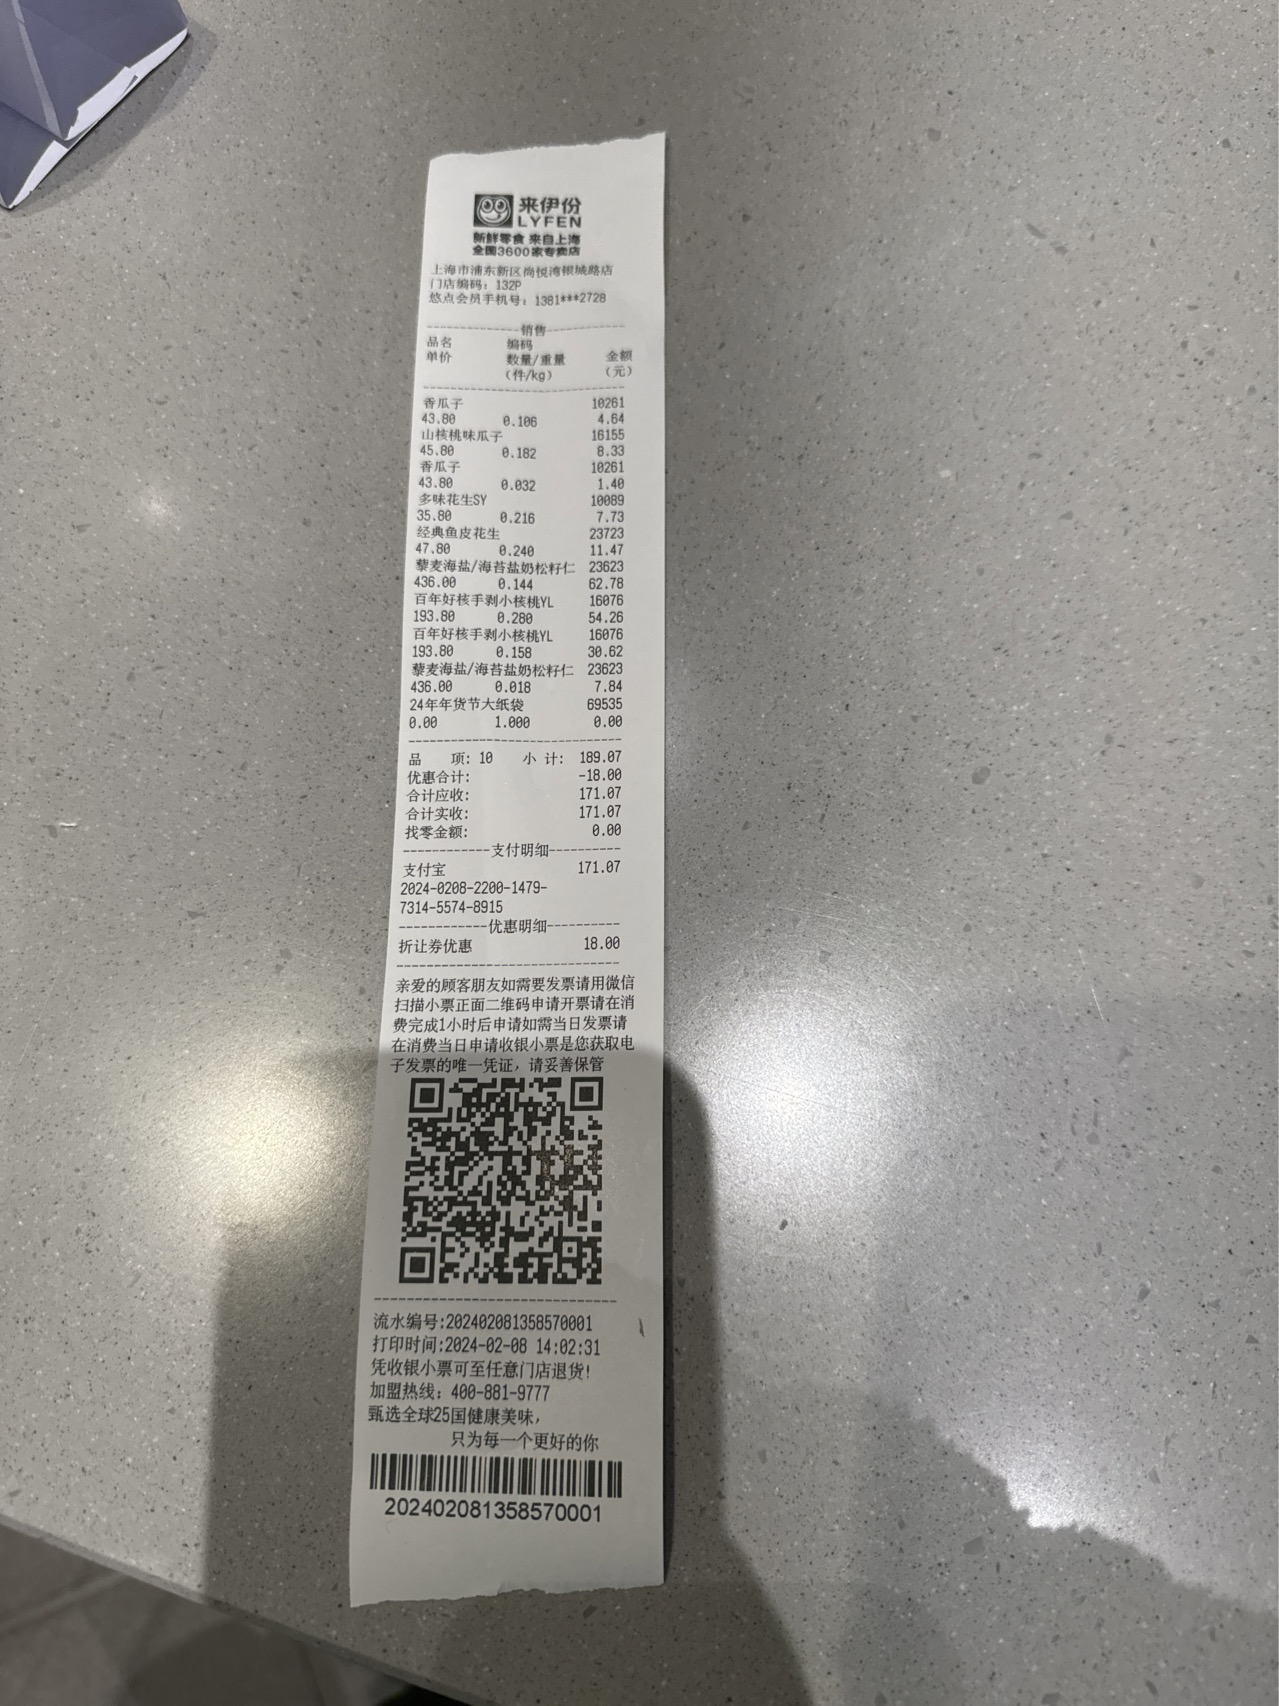 来伊份
LYFEN
新鲜零食 来自上海
全国3600家专卖店
上海市浦东新区尚悦湾银城路店
门店编码：132P
悠点会员手机号：1381***2728
------------销售----------
品名 编码
单价 数量/重量 金额
(件/kg) (元)
香瓜子 10261
43.80 0.106 4.64
山核桃味瓜子 16155
45.80 0.182 8.33
香瓜子 10261
43.80 0.032 1.40
多味花生SY 10089
35.80 0.216 7.73
经典鱼皮花生 23723
47.80 0.240 11.47
藜麦海盐/海苔盐奶松籽仁 23623
436.00 0.144 62.78
百年好核手剥小核桃YL 16076
193.80 0.280 54.26
百年好核手剥小核桃YL 16076
193.80 0.158 30.62
藜麦海盐/海苔盐奶松籽仁 23623
436.00 0.018 7.84
24年年货节大纸袋 69535
0.00 1.000 0.00
品 项: 10 小 计: 189.07
优惠合计: -18.00
合计应收: 171.07
合计实收: 171.07
找零金额: 0.00
------------支付明细----------
支付宝 171.07
2024-0208-2200-1479-
7314-5574-8915
------------优惠明细----------
折让券优惠 18.00
亲爱的顾客朋友如需要发票请用微信
扫描小票正面二维码申请开票请在消
费完成1小时后申请如需当日发票请
在消费当日申请收银小票是您获取电
子发票的唯一凭证，请妥善保管
流水编号:202402081358570001
打印时间:2024-02-08 14:02:31
凭收银小票可至任意门店退货!
加盟热线：400-881-9777
甄选全球25国健康美味，
只为每一个更好的你
202402081358570001